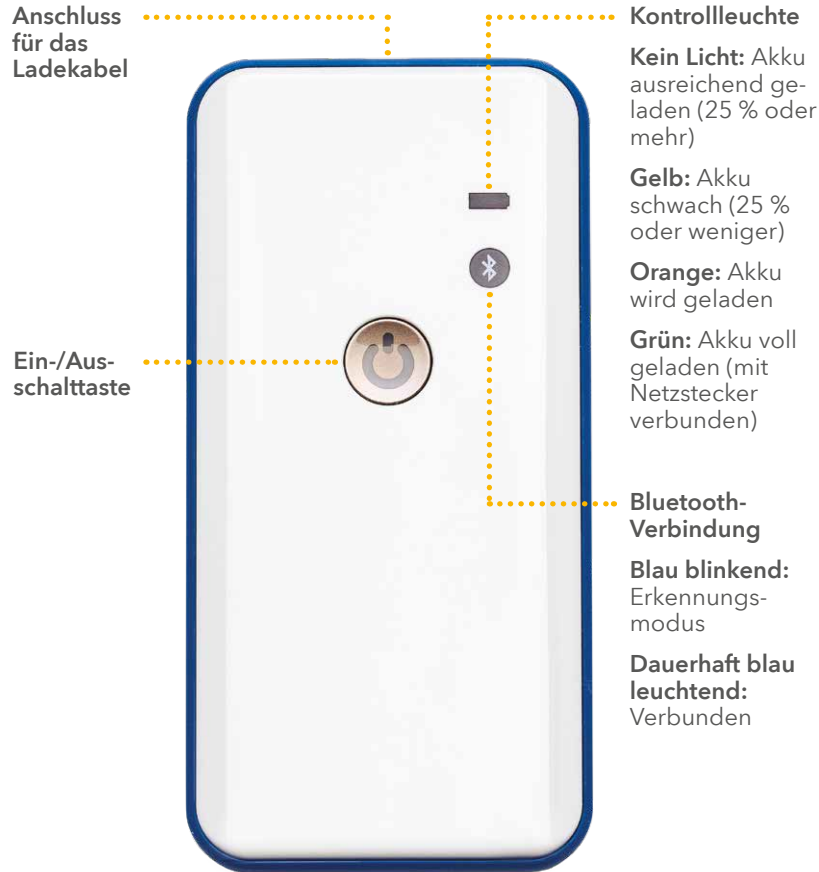 Anschluss
für das
Ladekabel
Ein-/Aus-
schalttaste
Kontrollleuchte
Kein Licht: Akku
ausreichend ge-
laden (25 % oder
mehr)
Gelb: Akku
schwach (25 %
oder weniger)
Orange: Akku
wird geladen
Grün: Akku voll
geladen (mit
Netzstecker
verbunden)
Bluetooth-
Verbindung
Blau blinkend:
Erkennungs-
modus
Dauerhaft blau
leuchtend:
Verbunden